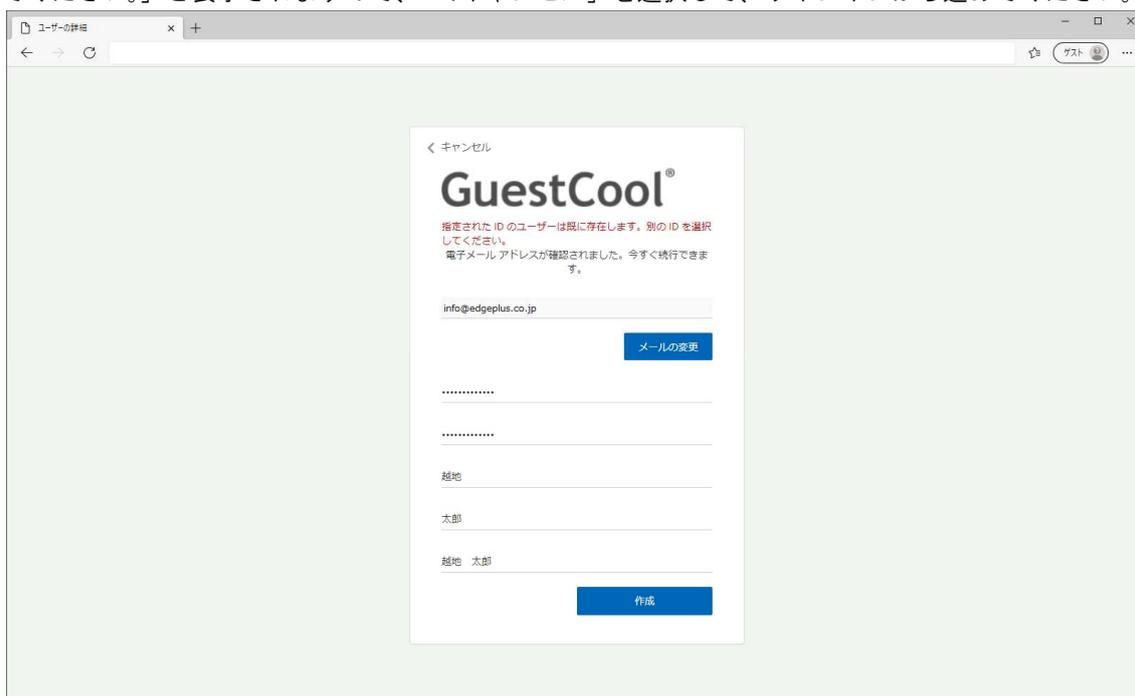 ユーザーの詳細
ゲスト
キャンセル
GuestCool®
指定された ID のユーザーは既に存在します。別の ID を選択
してください。
電子メール アドレスが確認されました。今すぐ続行できま
す。
info@edgeplus.co.jp
メールの変更
•••••••••••••
•••••••••••••
越地
太郎
越地　太郎
作成